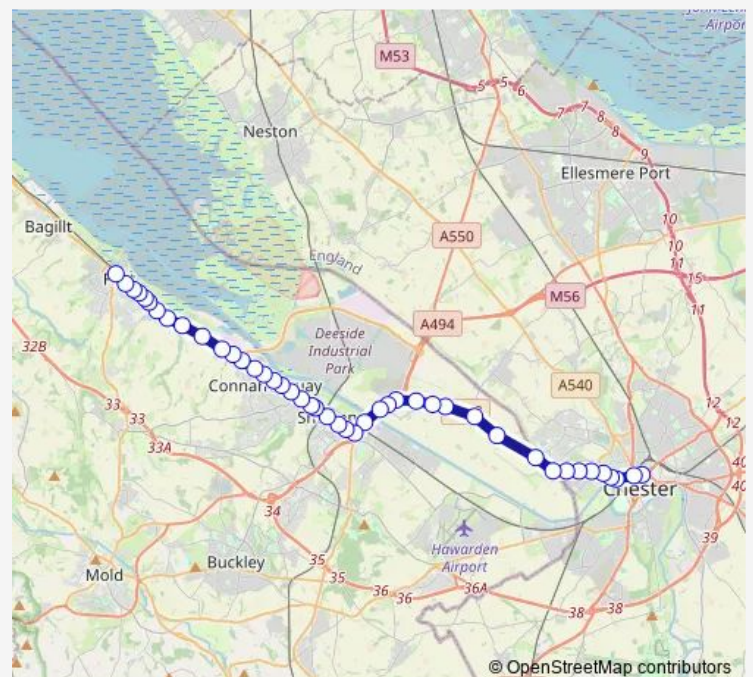 M53
5
5
6
7
7
8
8
9
Neston
Ellesmere Port
10
10
11
15
11
Bagillt
A550
England
M56
A494
Deeside
Industrial
Park
32B
A540
33
33
33A
12
12
Chester
40
40
34
35
35
36
36
36A
Hawarden
Airport
39
Mold
Buckley
38
38
© OpenStreetMap contributors